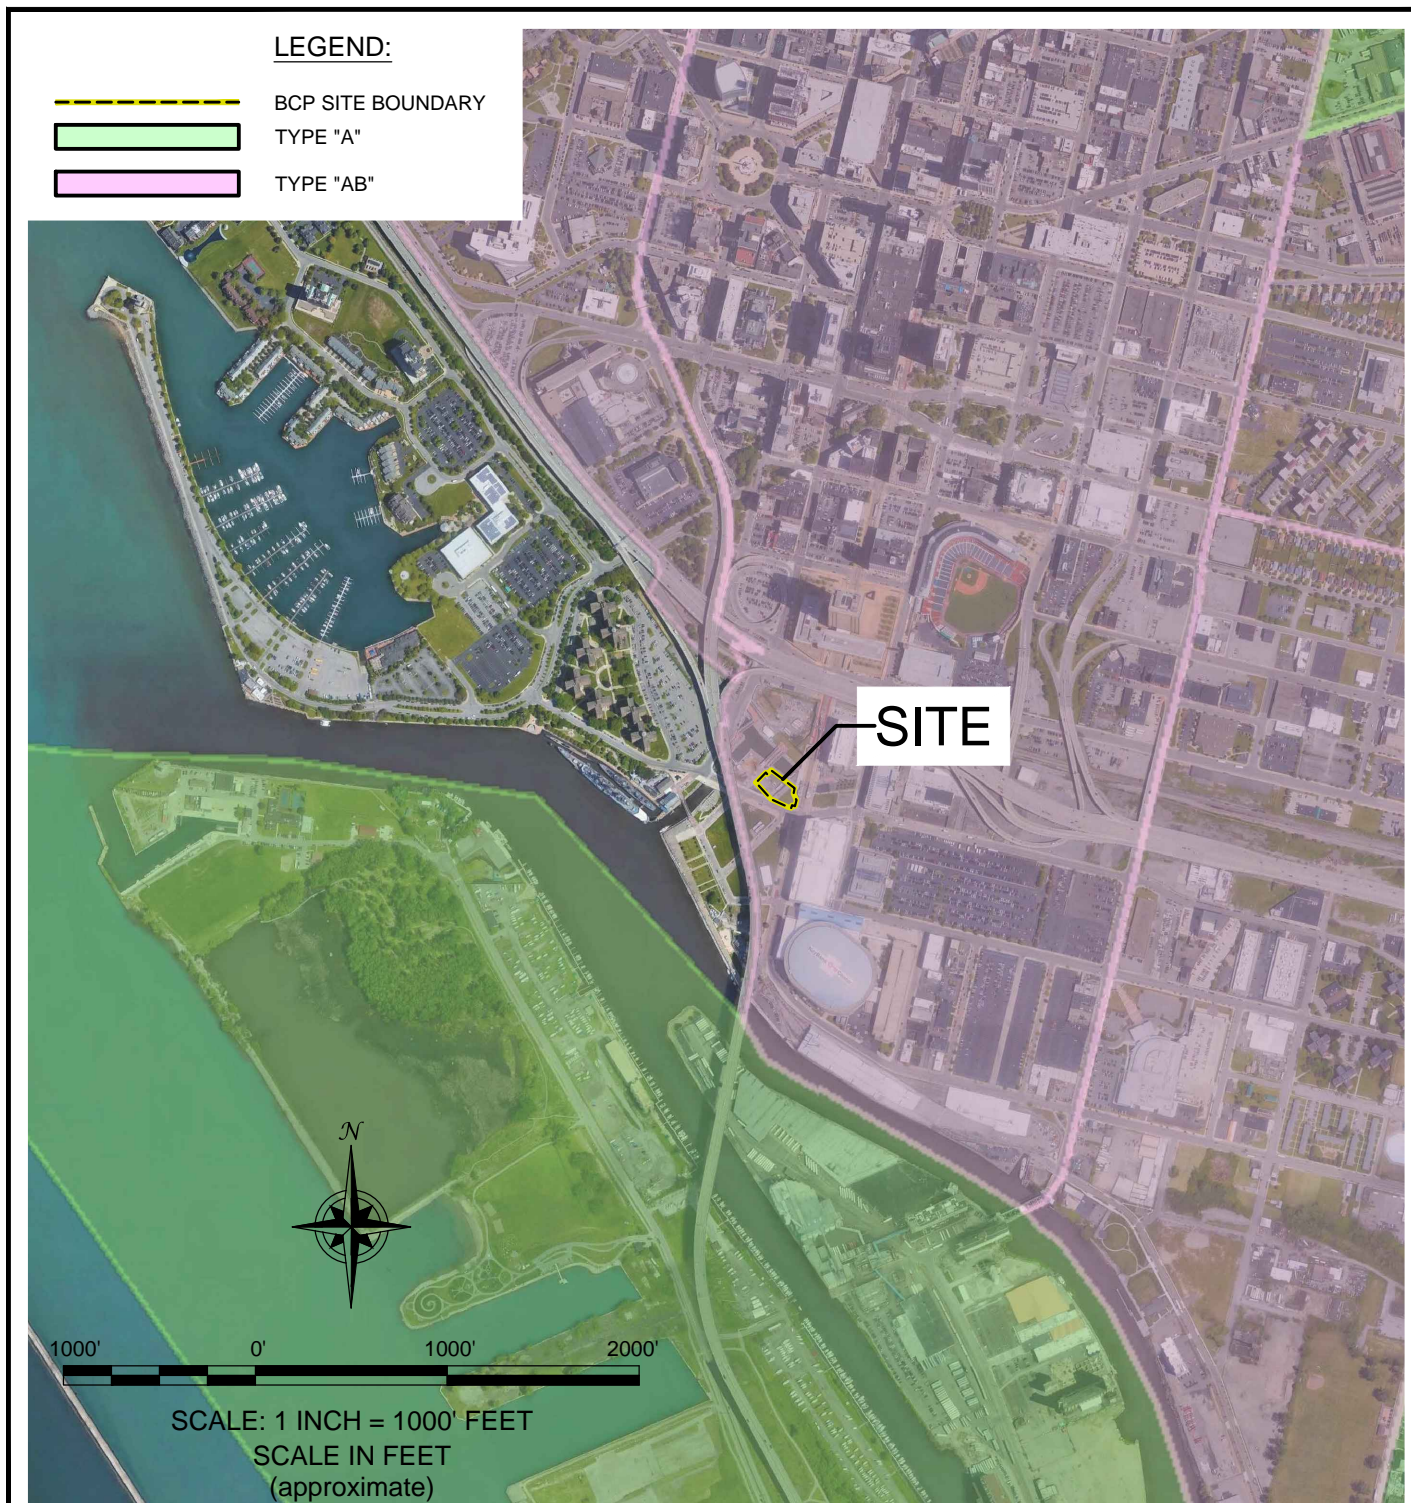 LEGEND:
BCP SITE BOUNDARY
TYPE "A"
TYPE "AB"
SITE
N
1000' 0' 1000' 2000'
SCALE: 1 INCH = 1000' FEET
SCALE IN FEET
(approximate)